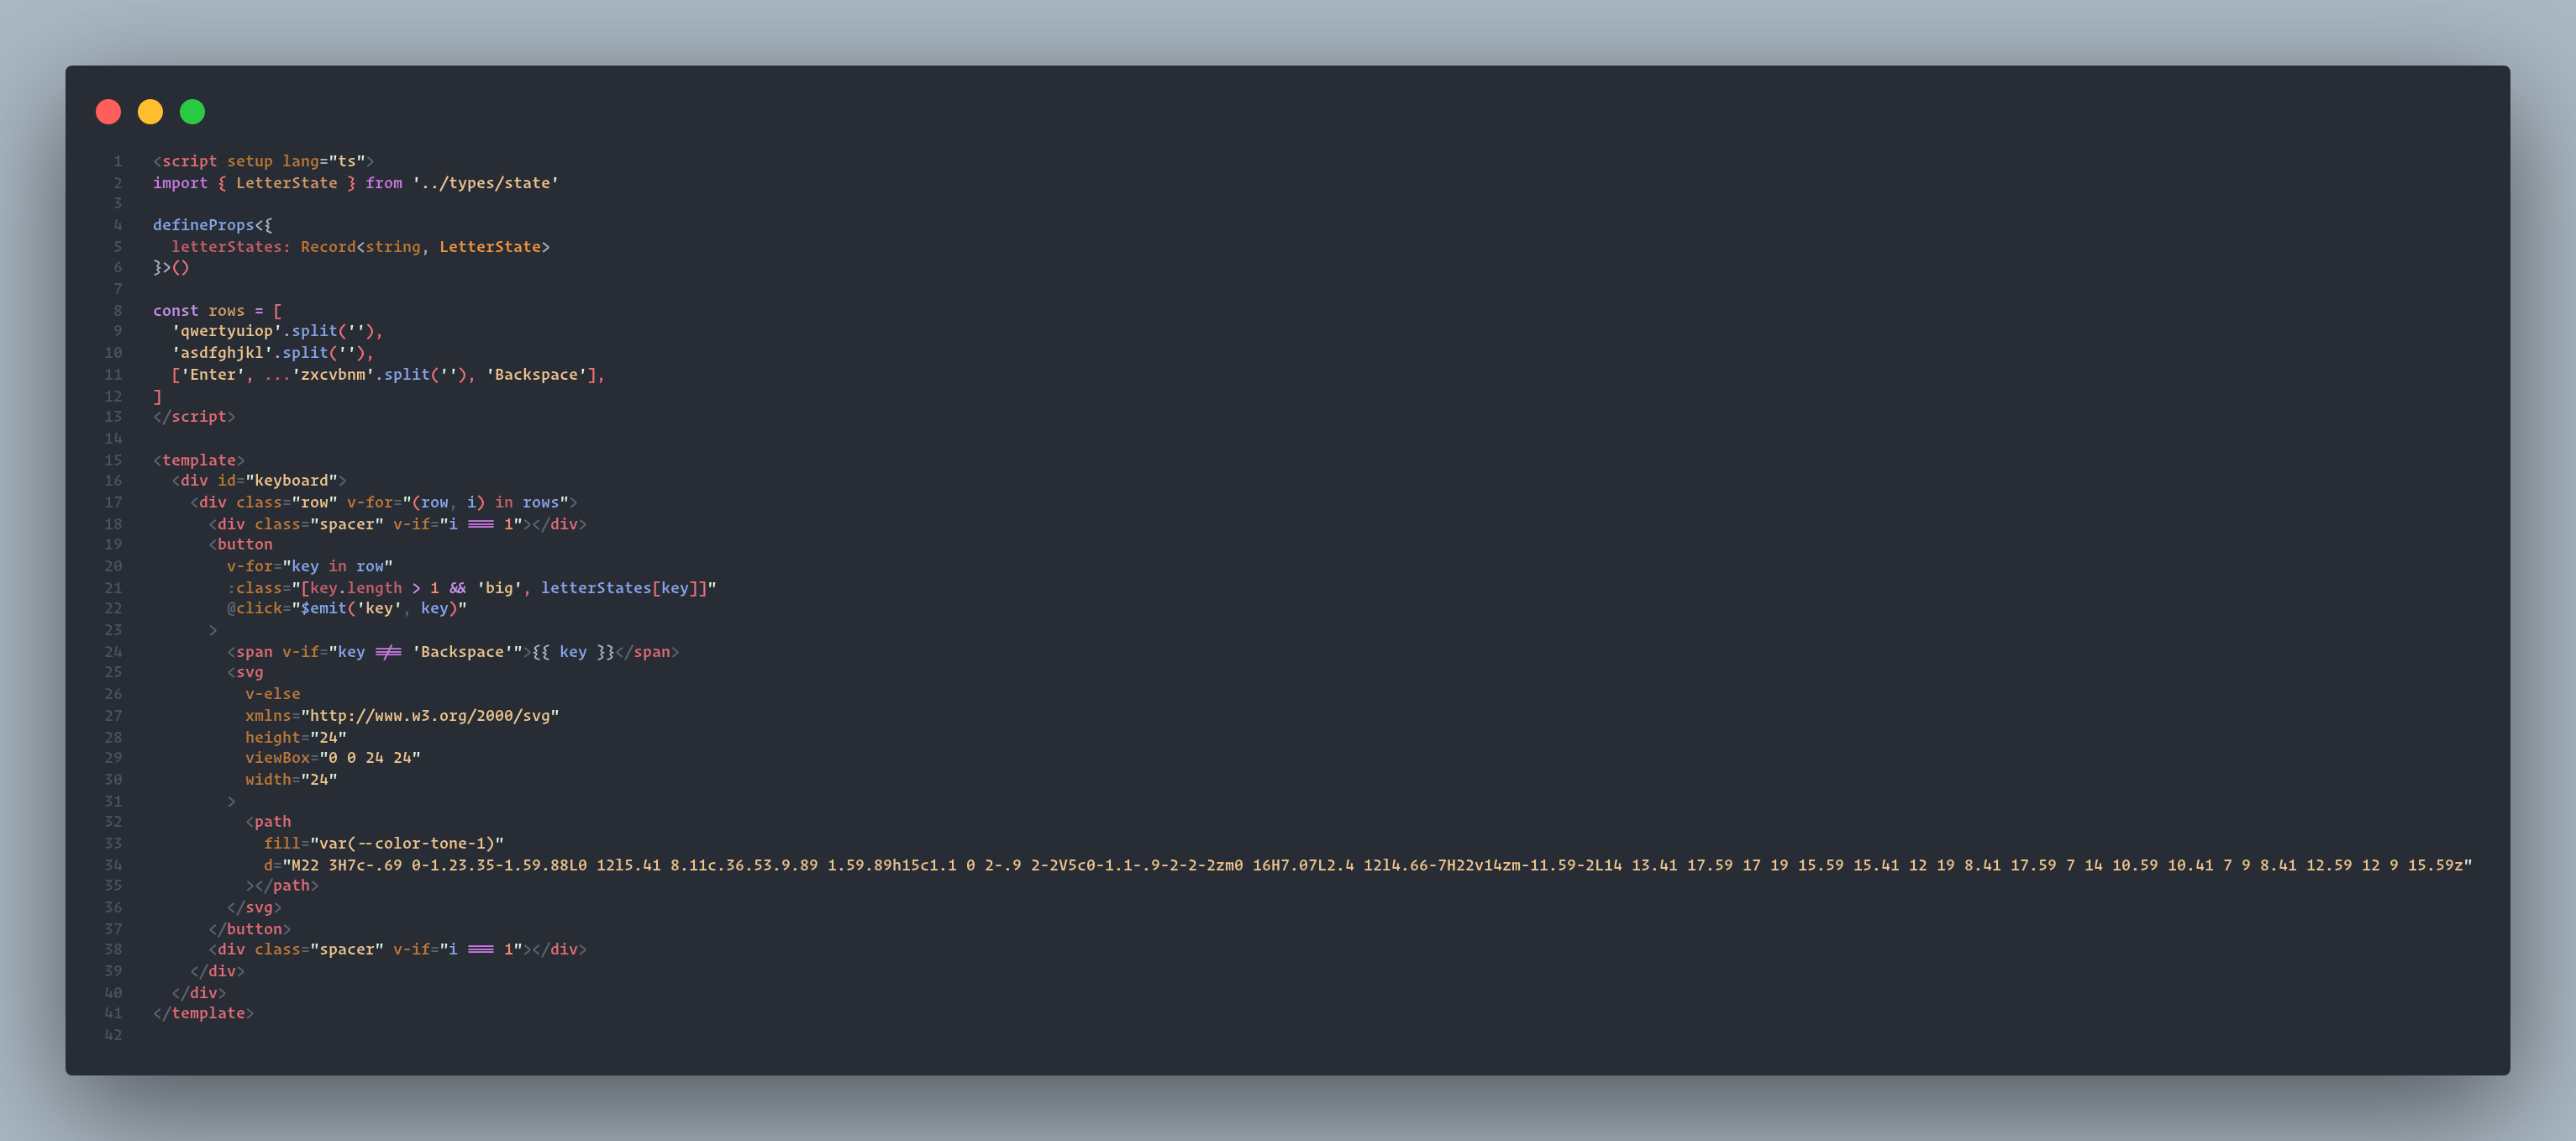 1 <script setup lang="ts">
2 import { LetterState } from '../types/state'
3
4 defineProps<{
5   letterStates: Record<string, LetterState>
6 }>()
7
8 const rows = [
9   'qwertyuiop'.split(''),
10   'asdfghjkl'.split(''),
11   ['Enter', ...'zxcvbnm'.split(''), 'Backspace'],
12 ]
13 </script>
14
15 <template>
16   <div id="keyboard">
17     <div class="row" v-for="(row, i) in rows">
18       <div class="spacer" v-if="i === 1"></div>
19       <button
20         v-for="key in row"
21         :class="[key.length > 1 && 'big', letterStates[key]]"
22         @click="$emit('key', key)"
23       >
24         <span v-if="key !== 'Backspace'">{{ key }}</span>
25         <svg
26           v-else
27           xmlns="http://www.w3.org/2000/svg"
28           height="24"
29           viewBox="0 0 24 24"
30           width="24"
31         >
32           <path
33             fill="var(--color-tone-1)"
34             d="M22 3H7c-.69 0-1.23.35-1.59.88L0 12l5.41 8.11c.36.53.9.89 1.59.89h15c1.1 0 2-.9 2-2V5c0-1.1-.9-2-2-2zm0 16H7.07L2.4 12l4.66-7H22v14zm-11.59-2L14 13.41 17.59 17 19 15.59 15.41 12 19 8.41 17.59 7 14 10.59 10.41 7 9 8.41 12.59 12 9 15.59z"
35           ></path>
36         </svg>
37       </button>
38       <div class="spacer" v-if="i === 1"></div>
39     </div>
40   </div>
41 </template>
42